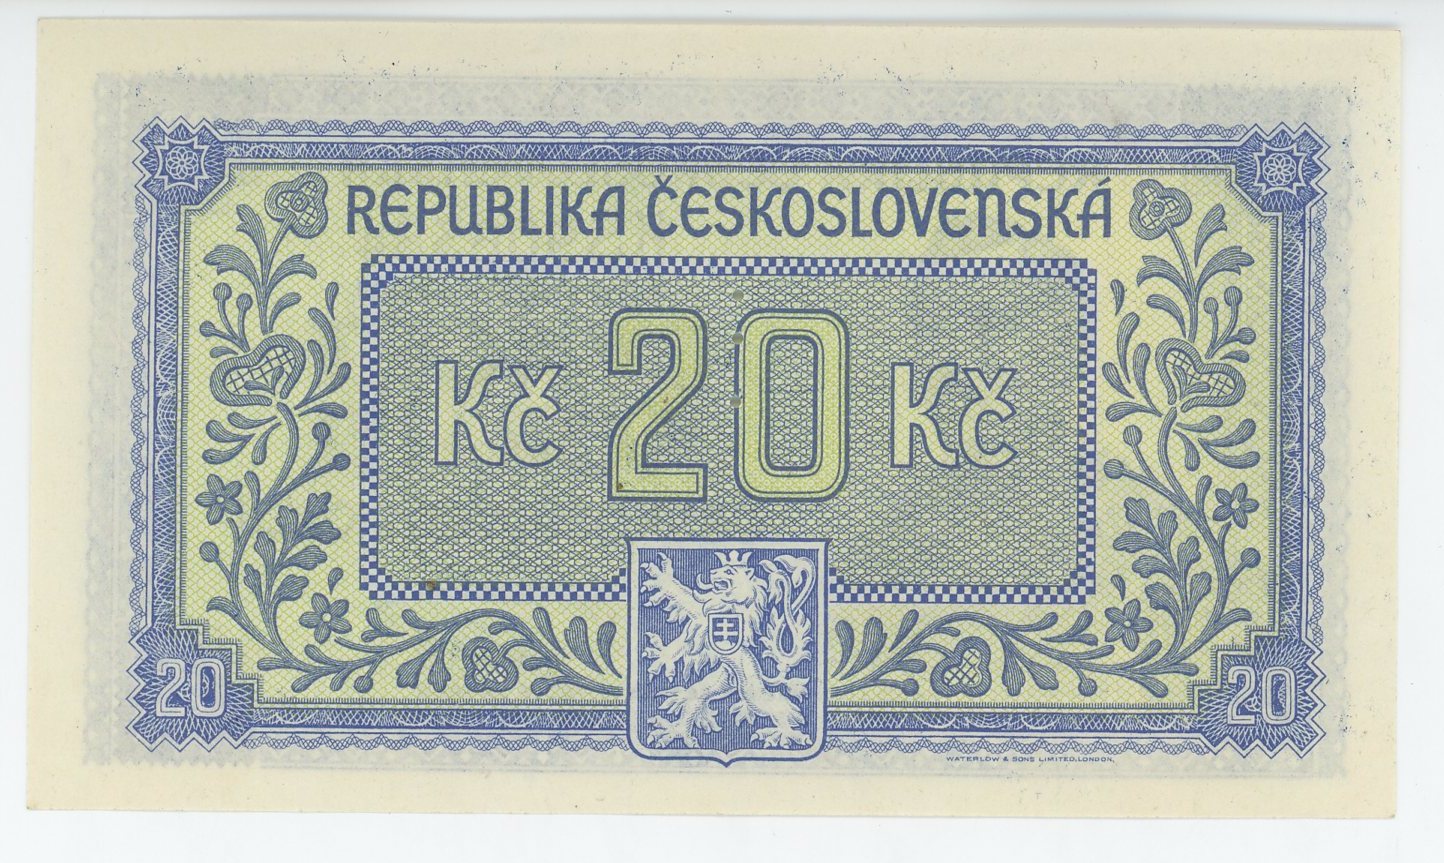 REPUBLIKA ČESKOSLOVENSKÁ
Kč 20 Kč
20
20
WATERLOW & SONS LIMITED, LONDON.